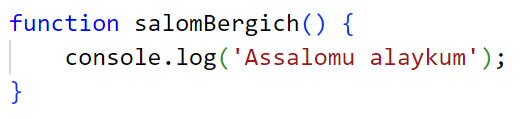 function salomBergich() {
    console.log('Assalomu alaykum');
}